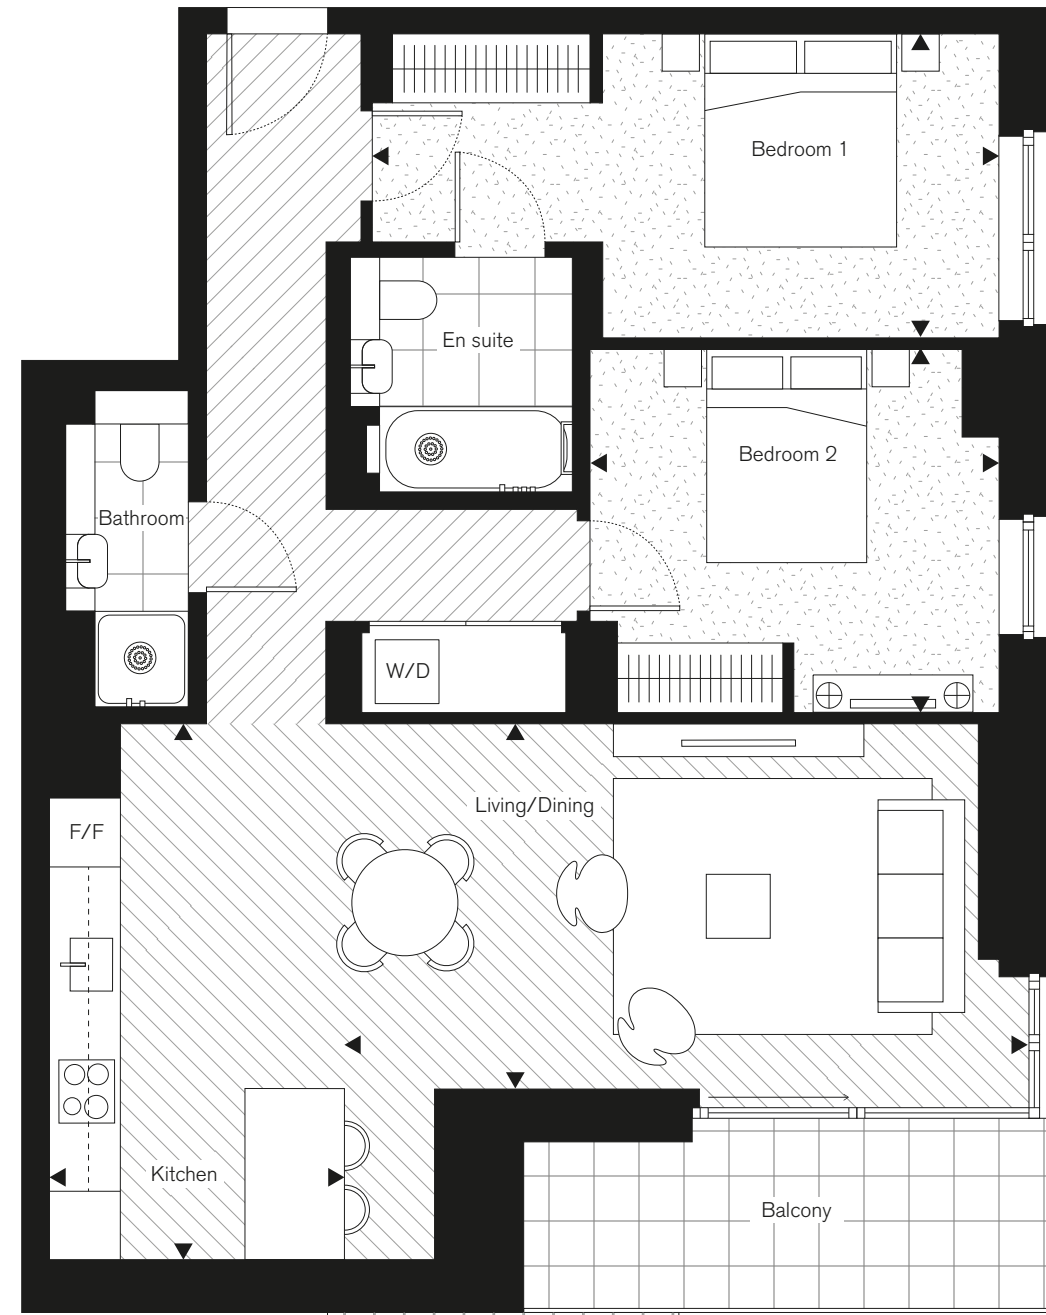 Bedroom 1
En suite
Bedroom 2
Bathroom
W/D
Living/Dining
F/F
Kitchen
Balcony